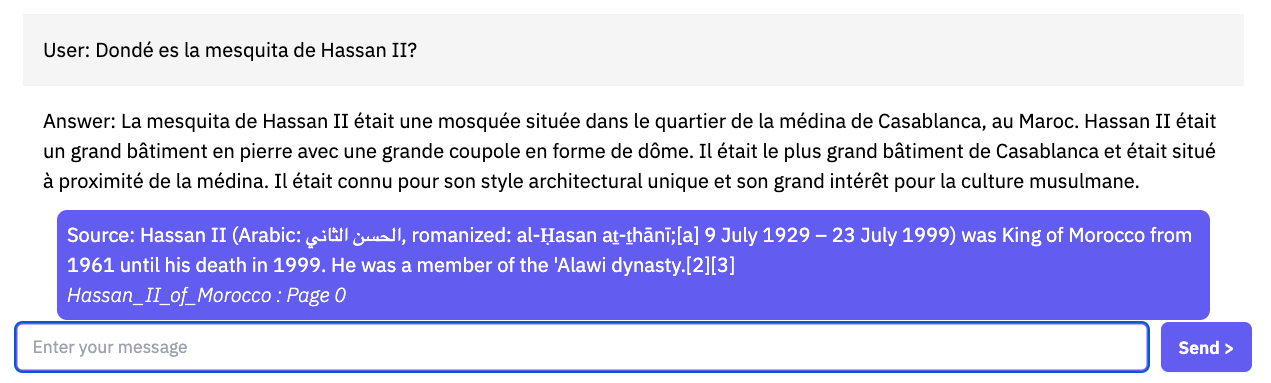 User: Dondé es la mesquita de Hassan II?
Answer: La mesquita de Hassan II était une mosquée située dans le quartier de la médina de Casablanca, au Maroc. Hassan II était
un grand bâtiment en pierre avec une grande coupole en forme de dôme. Il était le plus grand bâtiment de Casablanca et était situé
à proximité de la médina. Il était connu pour son style architectural unique et son grand intérêt pour la culture musulmane.
Source: Hassan II (Arabic: الحسن الثاني, romanized: al-Ḥasan aṯ-ṯhānī;[a] 9 July 1929 – 23 July 1999) was King of Morocco from
1961 until his death in 1999. He was a member of the 'Alawi dynasty.[2][3]
Hassan_II_of_Morocco : Page 0
Enter your message
Send >